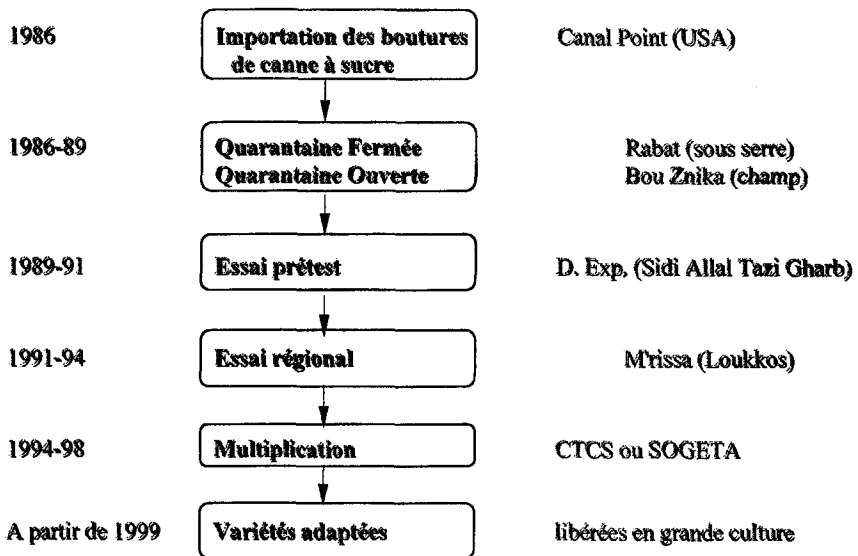 1986 Importation des boutures Canal Point (USA)
de canne à sucre
1986-89 Quarantaine Fermée Rabat (sous serre)
Quarantaine Ouverte Bou Znika (champ)
1989-91 Essai prétest D. Exp. (Sidi Allal Tazi Gharb)
1991-94 Essai régional M'rissa (Loukkos)
1994-98 Multiplication CTCS ou SOGETA
A partir de 1999 Variétés adaptées libérées en grande culture